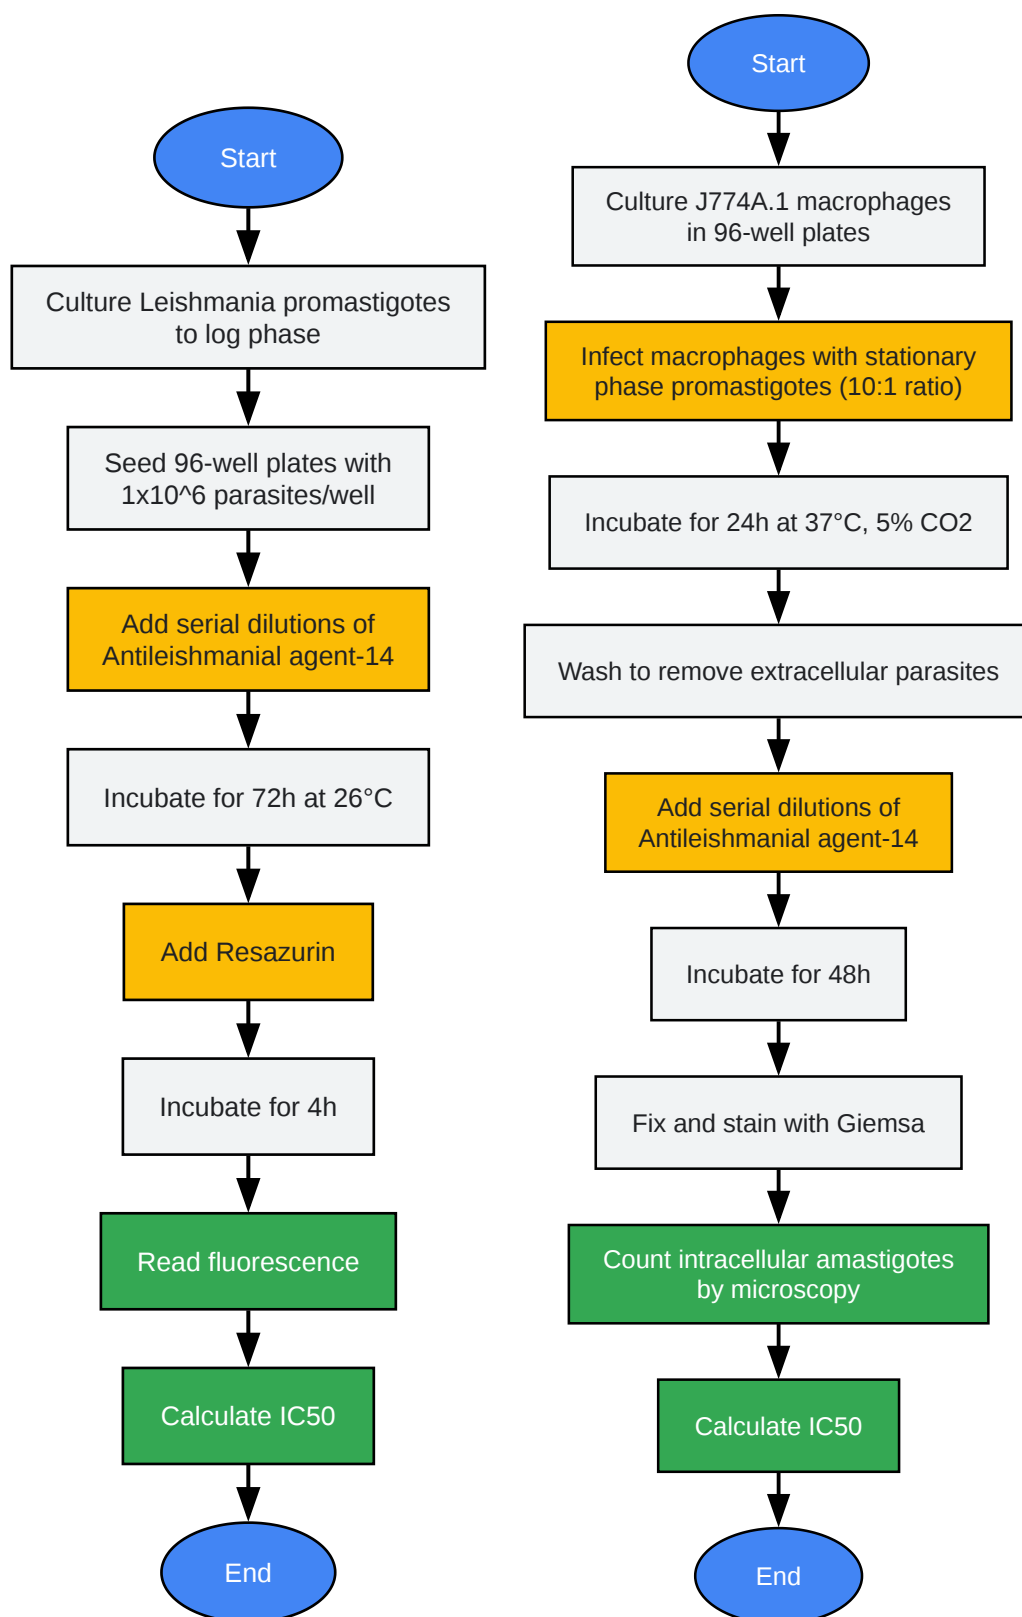 Start
Culture Leishmania promastigotes
to log phase
Seed 96-well plates with
1x10^6 parasites/well
Add serial dilutions of
Antileishmanial agent-14
Incubate for 72h at 26°C
Add Resazurin
Incubate for 4h
Read fluorescence
Calculate IC50
End
Start
Culture J774A.1 macrophages
in 96-well plates
Infect macrophages with stationary
phase promastigotes (10:1 ratio)
Incubate for 24h at 37°C, 5% CO2
Wash to remove extracellular parasites
Add serial dilutions of
Antileishmanial agent-14
Incubate for 48h
Fix and stain with Giemsa
Count intracellular amastigotes
by microscopy
Calculate IC50
End